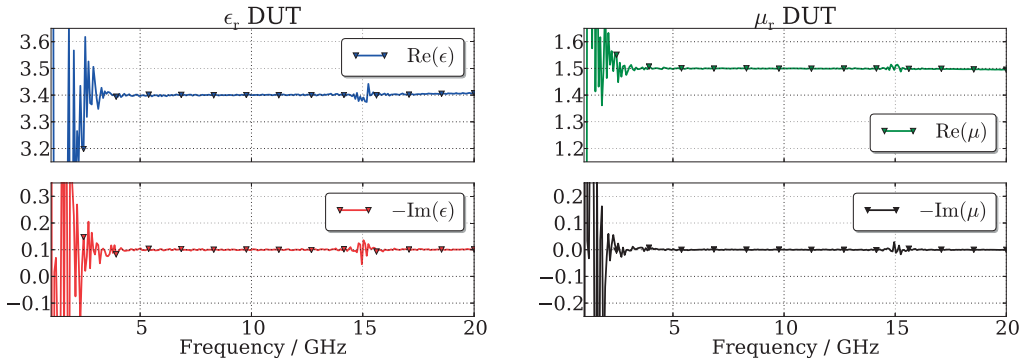 ϵr DUT
3.6
3.5
3.4
3.3
3.2
Re(ϵ)
0.3
0.2
0.1
0.0
−0.1
−Im(ϵ)
5 10 15 20
Frequency / GHz
μr DUT
1.6
1.5
1.4
1.3
1.2
Re(μ)
0.2
0.1
0.0
−0.1
−0.2
−Im(μ)
5 10 15 20
Frequency / GHz